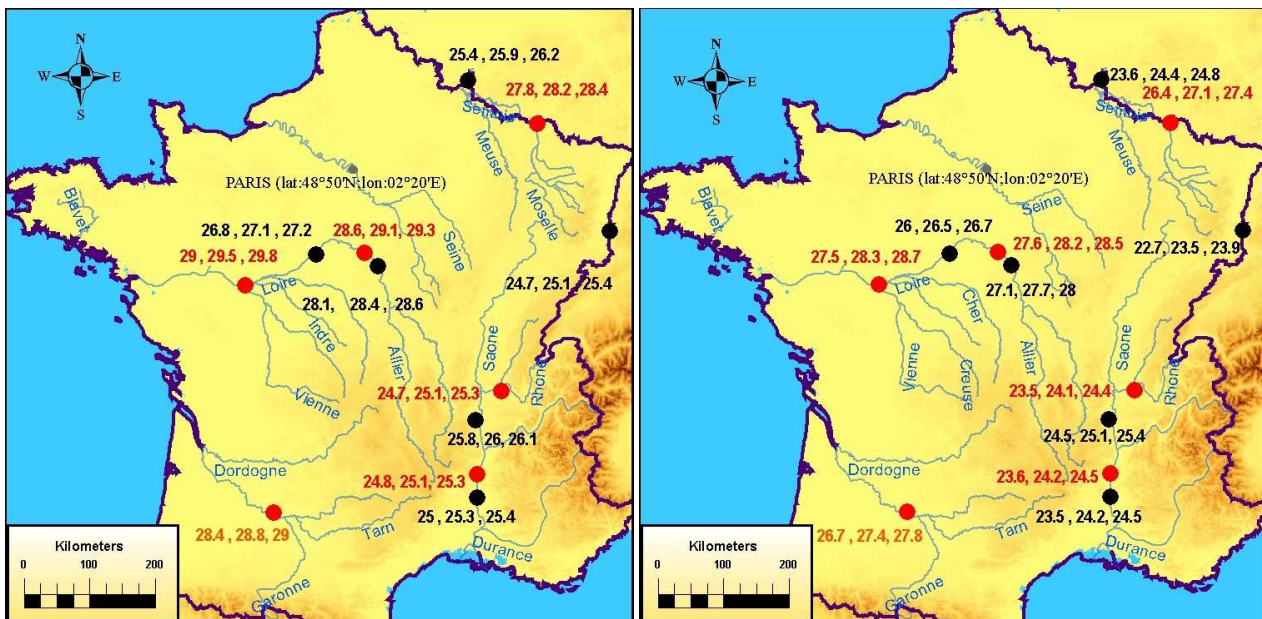 N
W E
S
25.4 , 25.9 , 26.2
27.8, 28.2 ,28.4
Semois
Meuse
PARIS (lat:48°50'N;lon:02°20'E)
Moselle
Blavet
Seine
26.8 , 27.1 , 27.2
28.6, 29.1, 29.3
29 , 29.5 , 29.8
Loire
24.7, 25.1 , 25.4
28.1, 28.4 , 28.6
Indre
Allier
Saone
Rhone
Vienne
24.7, 25.1, 25.3
25.8, 26, 26.1
Dordogne
24.8, 25.1, 25.3
25 , 25.3 , 25.4
28.4 , 28.8, 29
Tarn
Durance
Garonne
Kilometers
0 100 200
N
W E
S
23.6 , 24.4 , 24.8
26.4 , 27.1 , 27.4
Semois
Meuse
PARIS (lat:48°50'N;lon:02°20'E)
Moselle
Blavet
Seine
26 , 26.5 , 26.7
27.6 , 28.2 , 28.5
22.7, 23.5 , 23.9
27.5 , 28.3 , 28.7
Loire
27.1, 27.7, 28
Cher
Allier
Saone
Vienne
Creuse
Rhone
23.5, 24.1 , 24.4
24.5, 25.1 , 25.4
Dordogne
23.6, 24.2, 24.5
23.5 , 24.2 , 24.5
26.7 , 27.4, 27.8
Tarn
Durance
Garonne
Kilometers
0 100 200